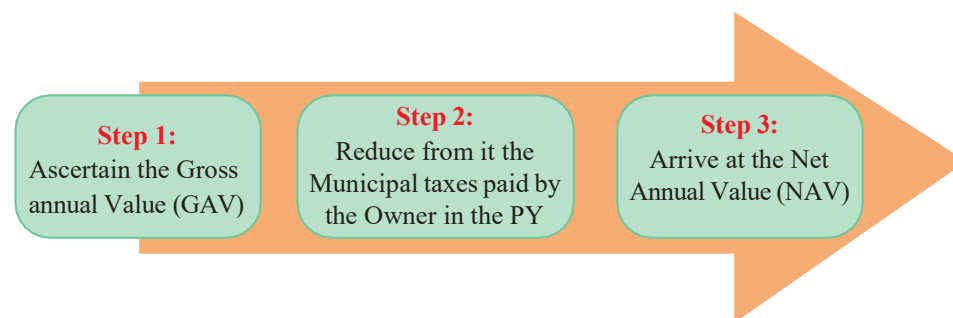 Step 1:
Ascertain the Gross
annual Value (GAV)
Step 2:
Reduce from it the
Municipal taxes paid by
the Owner in the PY
Step 3:
Arrive at the Net
Annual Value (NAV)